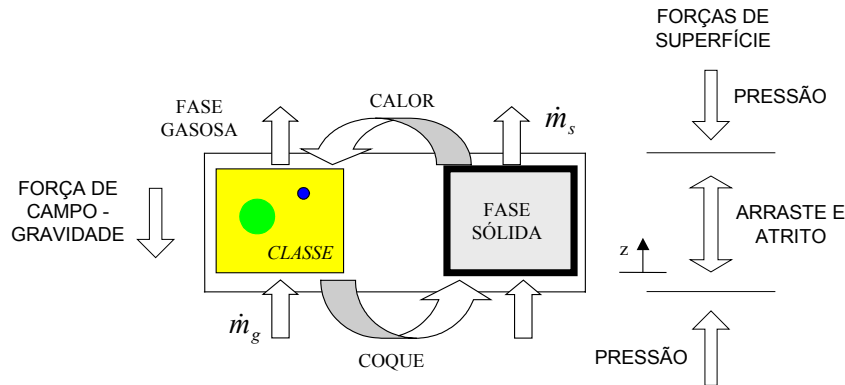 FORÇAS DE
SUPERFÍCIE
PRESSÃO
FASE
GASOSA
CALOR
ṁₛ
FORÇA DE
CAMPO -
GRAVIDADE
CLASSE
FASE
SÓLIDA
z
ARRASTE E
ATRITO
ṁ_g
COQUE
PRESSÃO